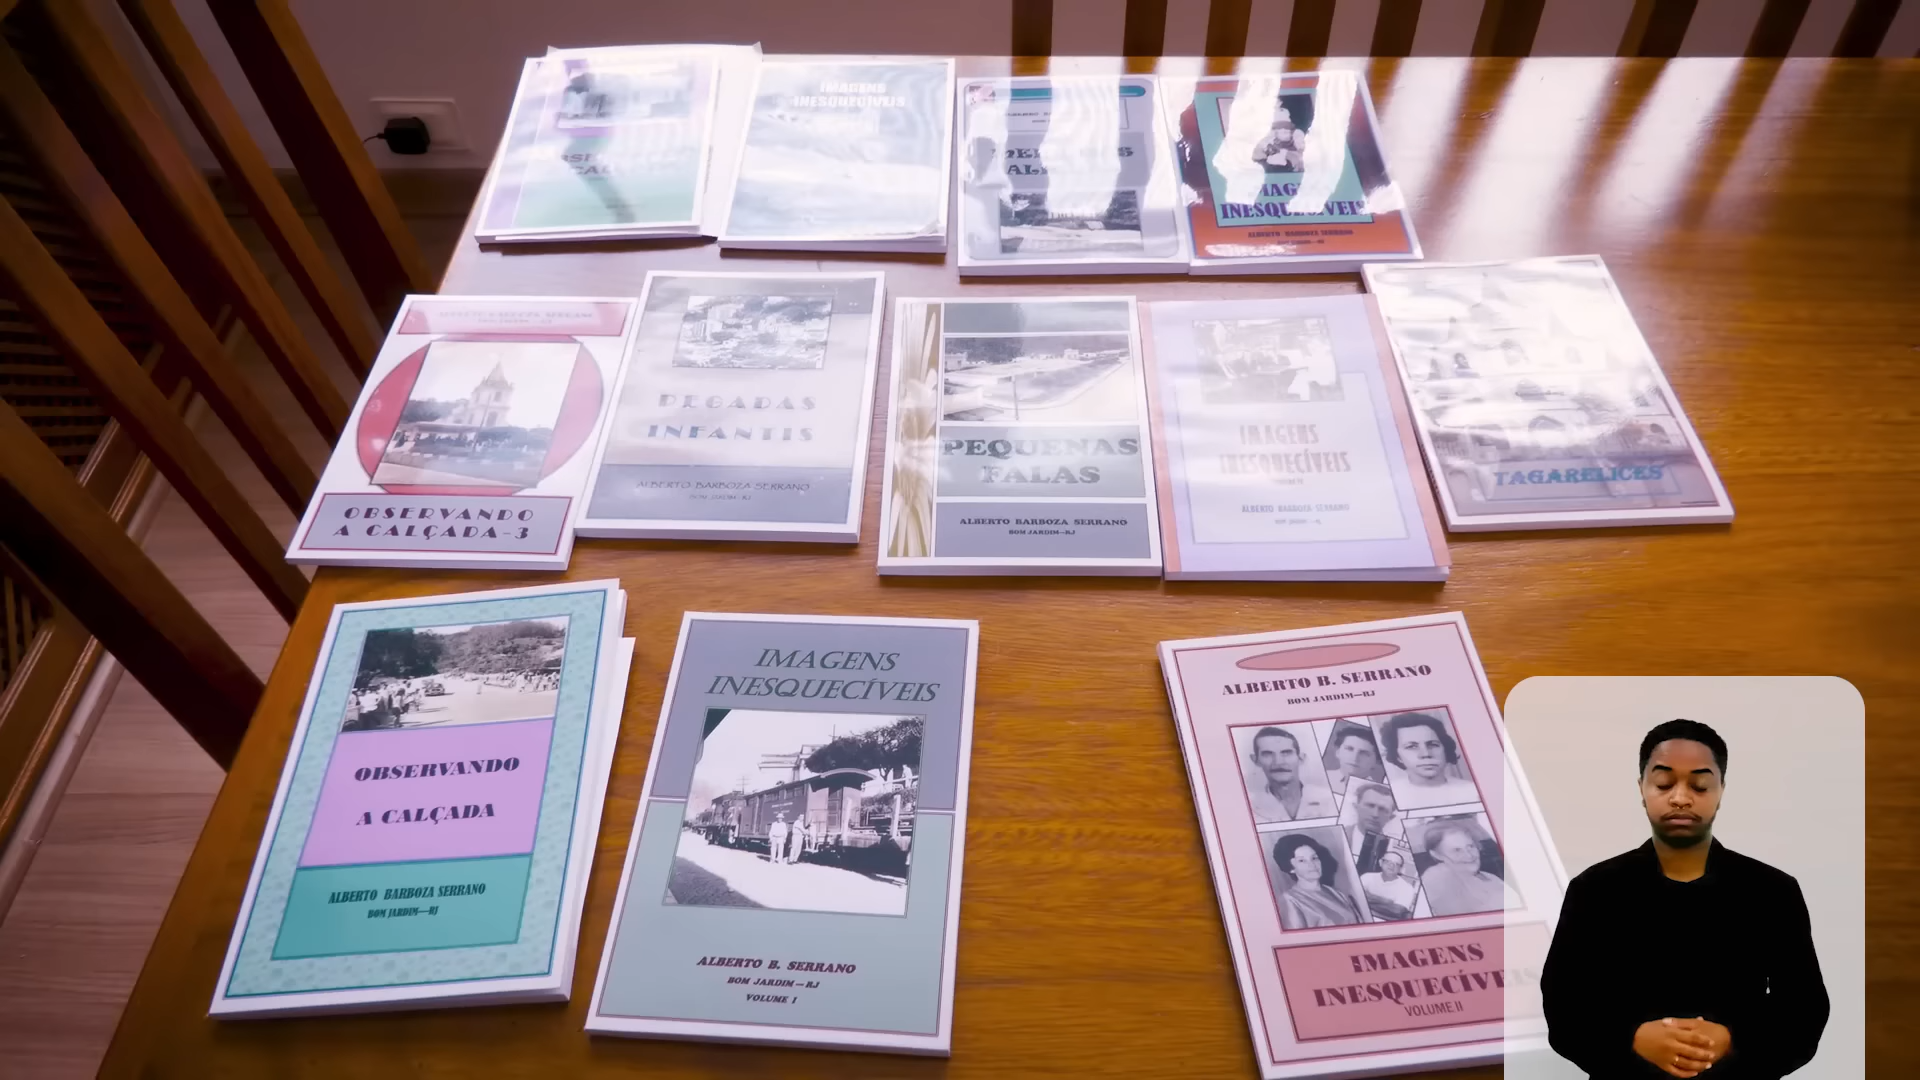 IMAGENS
INESQUECÍVEIS
IMAGENS
INESQUECÍVEIS
ALBERTO BARBOZA SERRANO
OBSERVANDO
A CALÇADA-3
PEGADAS
INFANTIS
ALBERTO BARBOZA SERRANO
BOM JARDIM-RJ
PEQUENAS
FALAS
ALBERTO BARBOZA SERRANO
BOM JARDIM-RJ
IMAGENS
INESQUECÍVEIS
ALBERTO BARBOZA SERRANO
BOM JARDIM-RJ
TAGARELICES
OBSERVANDO
A CALÇADA
ALBERTO BARBOZA SERRANO
BOM JARDIM—RJ
IMAGENS
INESQUECÍVEIS
ALBERTO B. SERRANO
BOM JARDIM—RJ
VOLUME I
ALBERTO B. SERRANO
BOM JARDIM—RJ
IMAGENS
INESQUECÍVEIS
VOLUME II